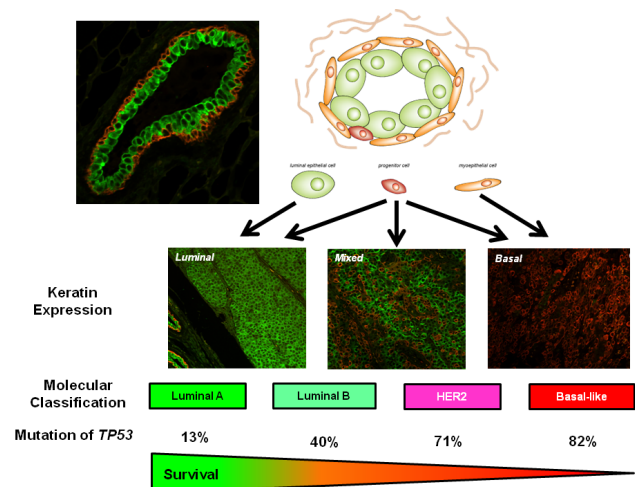 luminal epithelial cell
progenitor cell
myoepithelial cell
Luminal
Mixed
Basal
Keratin
Expression
Molecular
Classification
Luminal A
Luminal B
HER2
Basal-like
Mutation of TP53
13%
40%
71%
82%
Survival